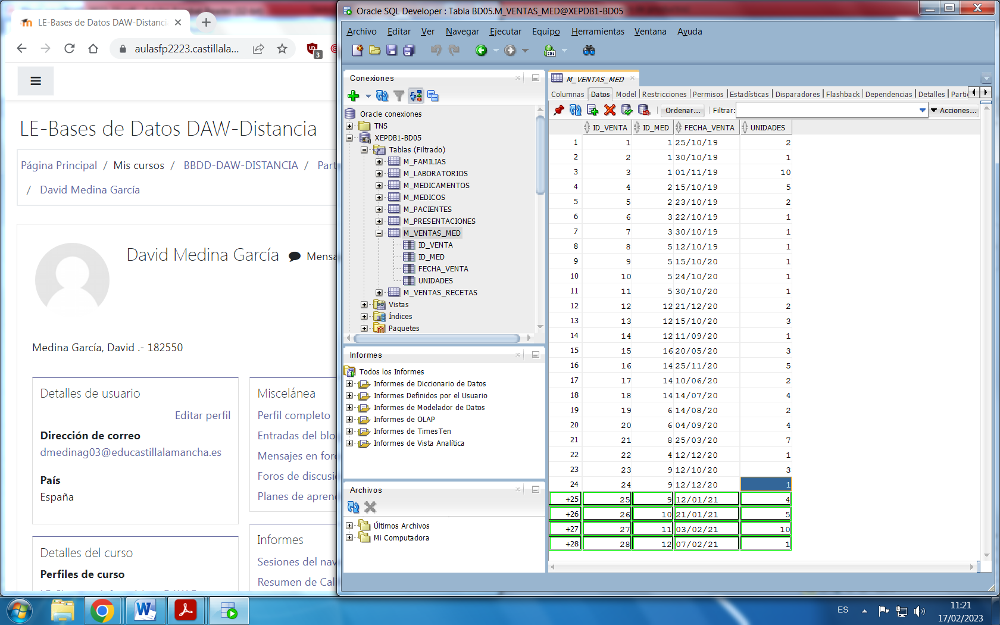 LE-Bases de Datos DAW-Distanci
aulasfp2223.castillala...
3
LE-Bases de Datos DAW-Distancia
Página Principal / Mis cursos / BBDD-DAW-DISTANCIA / Part
/ David Medina García
David Medina García Mensa
Medina García, David .- 182550
Detalles de usuario
Editar perfil
Dirección de correo
dmedinag03@educastillalamancha.es
País
España
Detalles del curso
Perfiles de curso
Miscelánea
Perfil completo
Entradas del blo
Mensajes en foro
Foros de discusi
Planes de apren
Informes
Sesiones del nav
Resumen de Cali
Oracle SQL Developer : Tabla BD05.M_VENTAS_MED@XEPDB1-BD05
Archivo Editar Ver Navegar Ejecutar Equipo Herramientas Ventana Ayuda
Conexiones
Oracle conexiones
TNS
XEPDB1-BD05
Tablas (Filtrado)
M_FAMILIAS
M_LABORATORIOS
M_MEDICAMENTOS
M_MEDICOS
M_PACIENTES
M_PRESENTACIONES
M_VENTAS_MED
ID_VENTA
ID_MED
FECHA_VENTA
UNIDADES
M_VENTAS_RECETAS
Vistas
Índices
Paquetes
Informes
Todos los Informes
Informes de Diccionario de Datos
Informes Definidos por el Usuario
Informes de Modelador de Datos
Informes de OLAP
Informes de TimesTen
Informes de Vista Analítica
Archivos
Últimos Archivos
Mi Computadora
M_VENTAS_MED
Columnas Datos Model Restricciones Permisos Estadísticas Disparadores Flashback Dependencias Detalles Parti
Ordenar... Filtrar: Acciones...
ID_VENTA ID_MED FECHA_VENTA UNIDADES
1 1 1 25/10/19 2
2 2 1 30/10/19 1
3 3 1 01/11/19 10
4 4 2 15/10/19 5
5 5 2 23/10/19 2
6 6 3 22/10/19 1
7 7 3 30/10/19 1
8 8 5 12/10/19 1
9 9 5 15/10/20 1
10 10 5 24/10/20 1
11 11 5 30/10/20 1
12 12 12 21/12/20 2
13 13 12 15/10/20 3
14 14 12 11/09/20 1
15 15 16 20/05/20 3
16 16 14 25/11/20 5
17 17 14 10/06/20 2
18 18 14 14/07/20 4
19 19 6 14/08/20 2
20 20 6 04/09/20 4
21 21 8 25/03/20 7
22 22 4 12/12/20 1
23 23 9 12/10/20 3
24 24 9 12/12/20 1
+25 25 9 12/01/21 4
+26 26 10 21/01/21 5
+27 27 11 03/02/21 10
+28 28 12 07/02/21 1
ES
11:21
17/02/2023